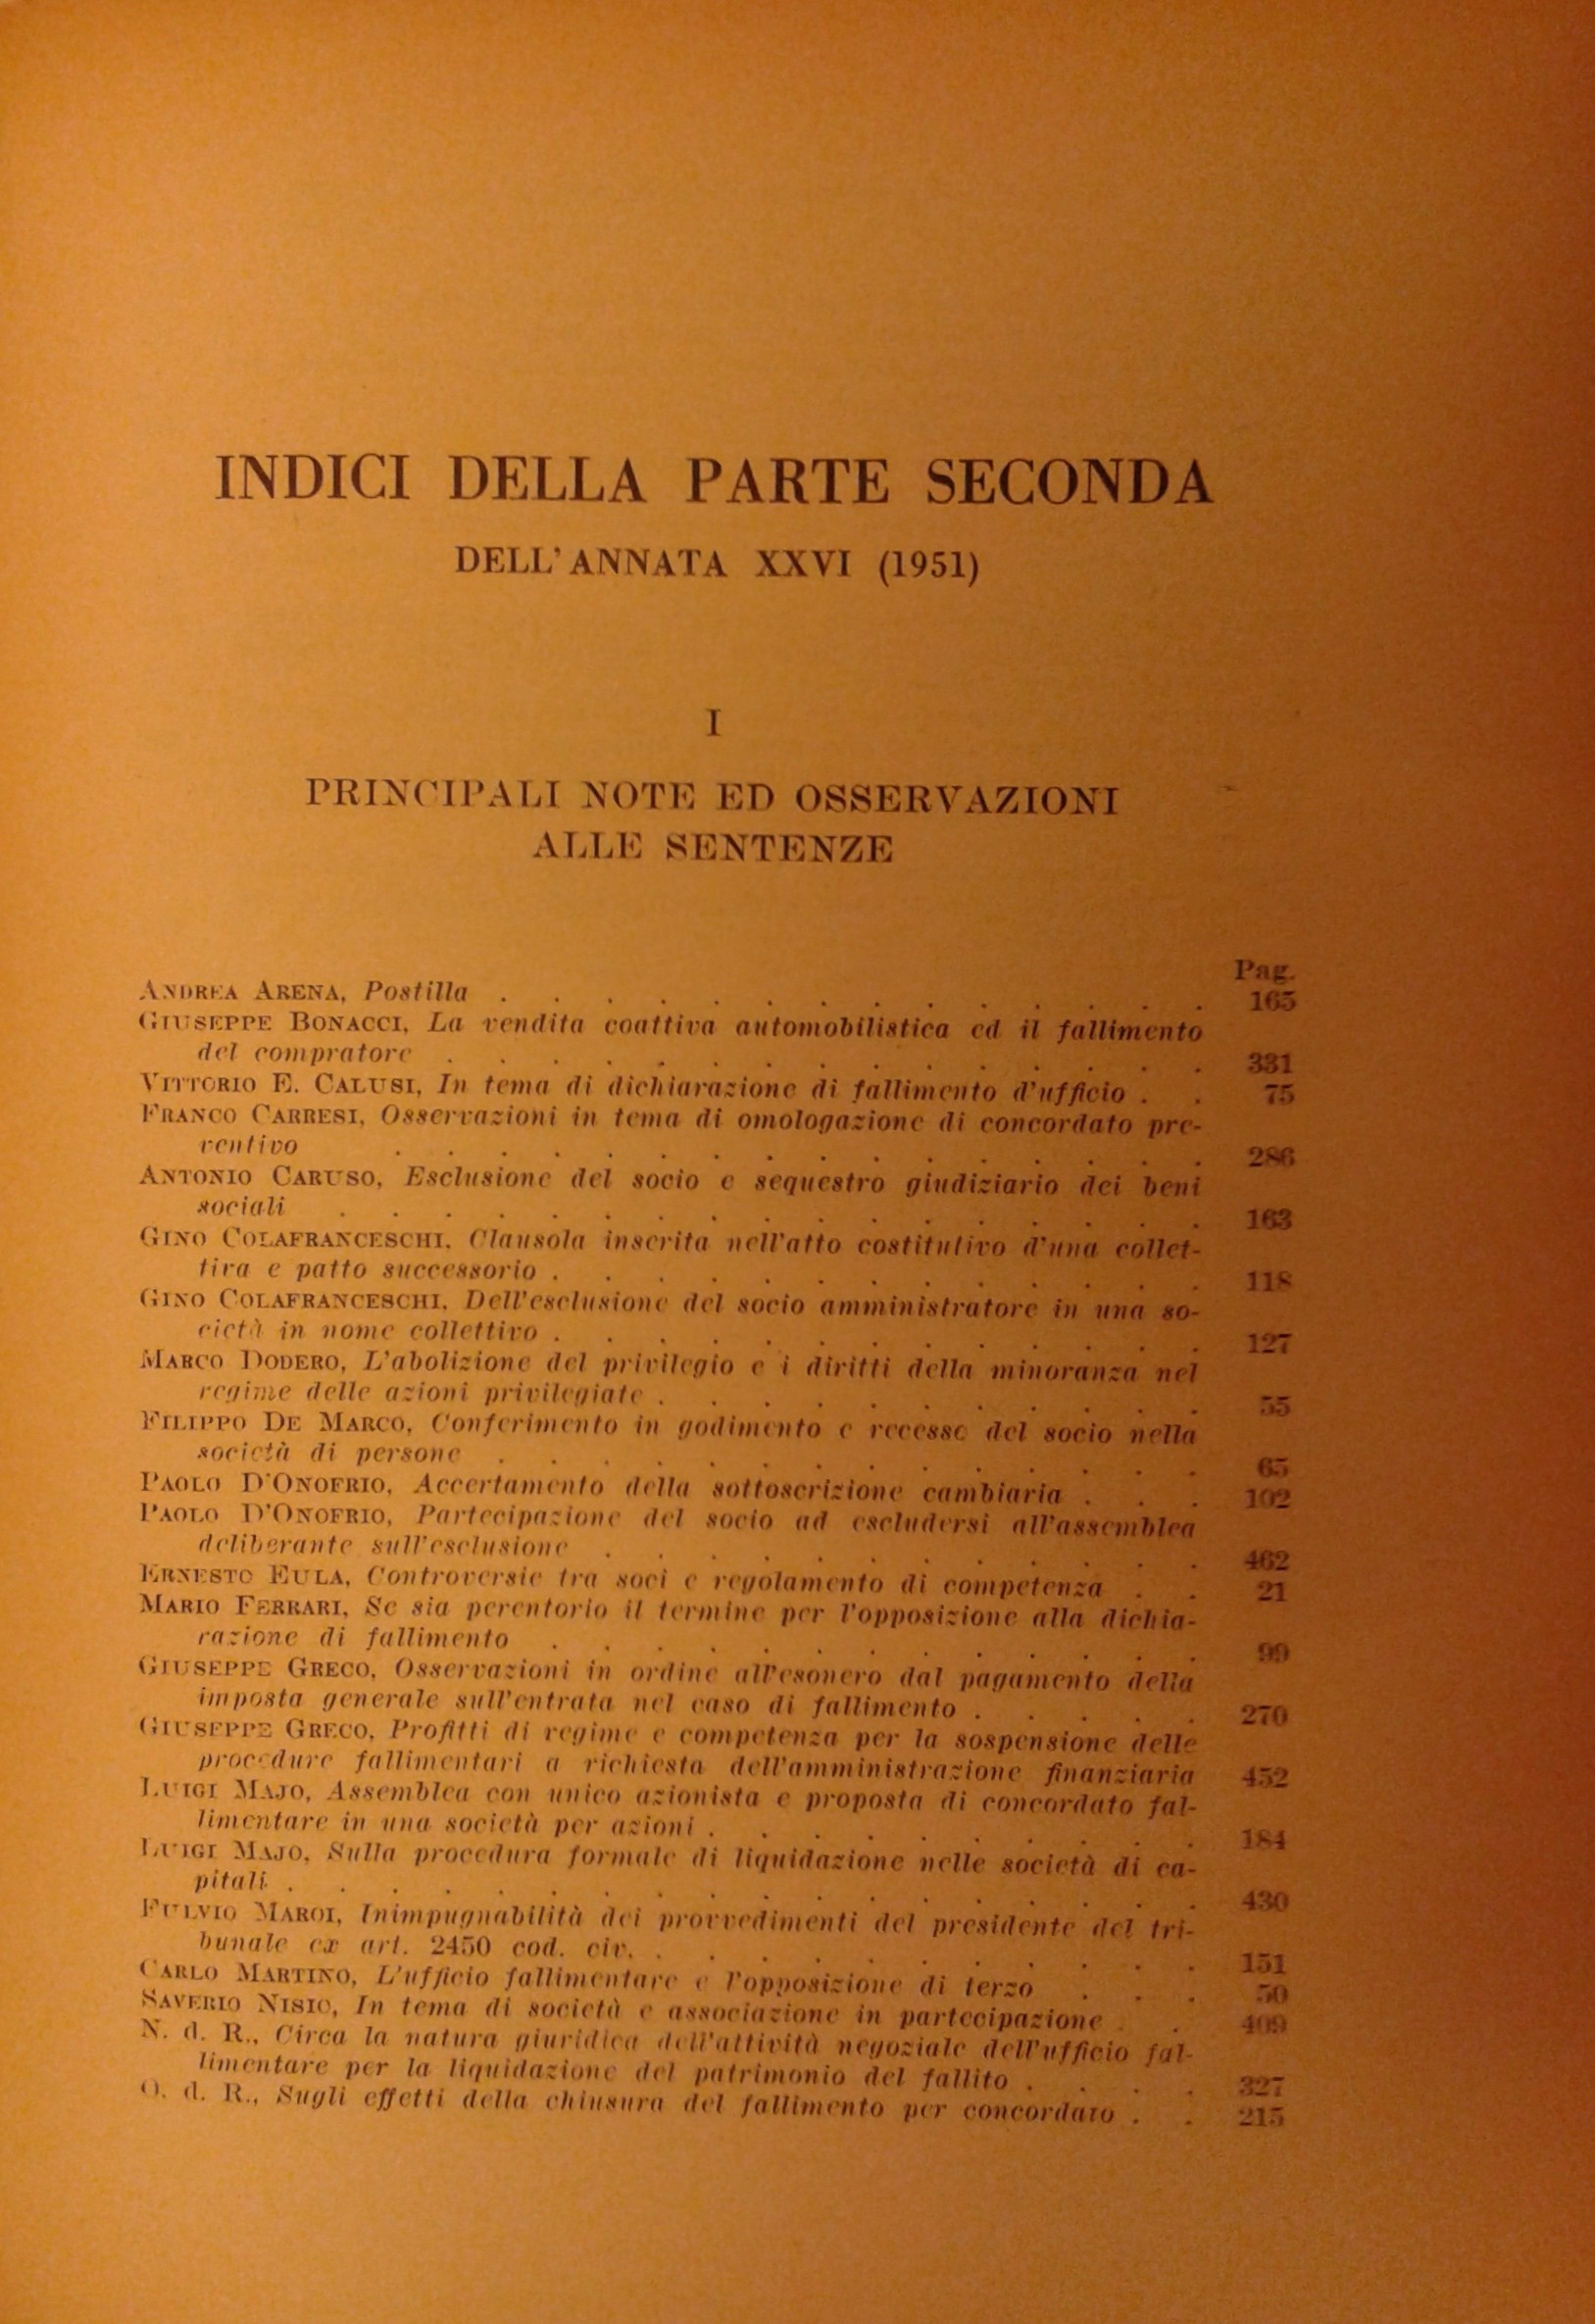 INDICI DELLA PARTE SECONDA
DELL'ANNATA XXVI (1951)
I
PRINCIPALI NOTE ED OSSERVAZIONI
ALLE SENTENZE
Pag.
ANDREA ARENA, Postilla . . . . . . . . . . . . . . 165
GIUSEPPE BONACCI, La vendita coattiva automobilistica ed il fallimento
del compratore . . . . . . . . . . . . . . . 331
VITTORIO E. CALUSI, In tema di dichiarazione di fallimento d'ufficio . . 75
FRANCO CARRESI, Osservazioni in tema di omologazione di concordato pre-
ventivo . . . . . . . . . . . . . . . . 286
ANTONIO CARUSO, Esclusione del socio e sequestro giudiziario dei beni
sociali . . . . . . . . . . . . . . . . . 163
GINO COLAFRANCESCHI, Clausola inserita nell'atto costitutivo d'una collet-
tiva e patto successorio . . . . . . . . . . . . . 118
GINO COLAFRANCESCHI, Dell'esclusione del socio amministratore in una so-
cietà in nome collettivo . . . . . . . . . . . . . 127
MARCO DODERO, L'abolizione del privilegio e i diritti della minoranza nel
regime delle azioni privilegiate . . . . . . . . . . . 55
FILIPPO DE MARCO, Conferimento in godimento e recesso del socio nella
società di persone . . . . . . . . . . . . . . 65
PAOLO D'ONOFRIO, Accertamento della sottoscrizione cambiaria . . . 102
PAOLO D'ONOFRIO, Partecipazione del socio ad escludersi all'assemblea
deliberante sull'esclusione . . . . . . . . . . . . 462
ERNESTO EULA, Controversie tra soci e regolamento di competenza . . 21
MARIO FERRARI, Se sia perentorio il termine per l'opposizione alla dichia-
razione di fallimento . . . . . . . . . . . . . 99
GIUSEPPE GRECO, Osservazioni in ordine all'esonero dal pagamento della
imposta generale sull'entrata nel caso di fallimento . . . . . 270
GIUSEPPE GRECO, Profitti di regime e competenza per la sospensione delle
procedure fallimentari a richiesta dell'amministrazione finanziaria 452
LUIGI MAJO, Assemblea con unico azionista e proposta di concordato fal-
limentare in una società per azioni . . . . . . . . . . 184
LUIGI MAJO, Sulla procedura formale di liquidazione nelle società di ca-
pitali . . . . . . . . . . . . . . . . . . 430
FULVIO MAROI, Inimpugnabilità dei provvedimenti del presidente del tri-
bunale ex art. 2450 cod. civ. . . . . . . . . . . . 151
CARLO MARTINO, L'ufficio fallimentare e l'opposizione di terzo . . . 50
SAVERIO NISIO, In tema di società e associazione in partecipazione . . 409
N. d. R., Circa la natura giuridica dell'attività negoziale dell'ufficio fal-
limentare per la liquidazione del patrimonio del fallito . . . . 327
O. d. R., Sugli effetti della chiusura del fallimento per concordato . . 215